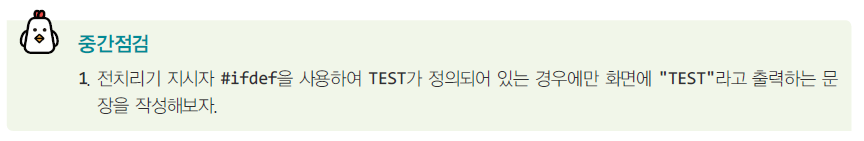 중간점검
1. 전처리기 지시자 #ifdef을 사용하여 TEST가 정의되어 있는 경우에만 화면에 "TEST"라고 출력하는 문
장을 작성해보자.